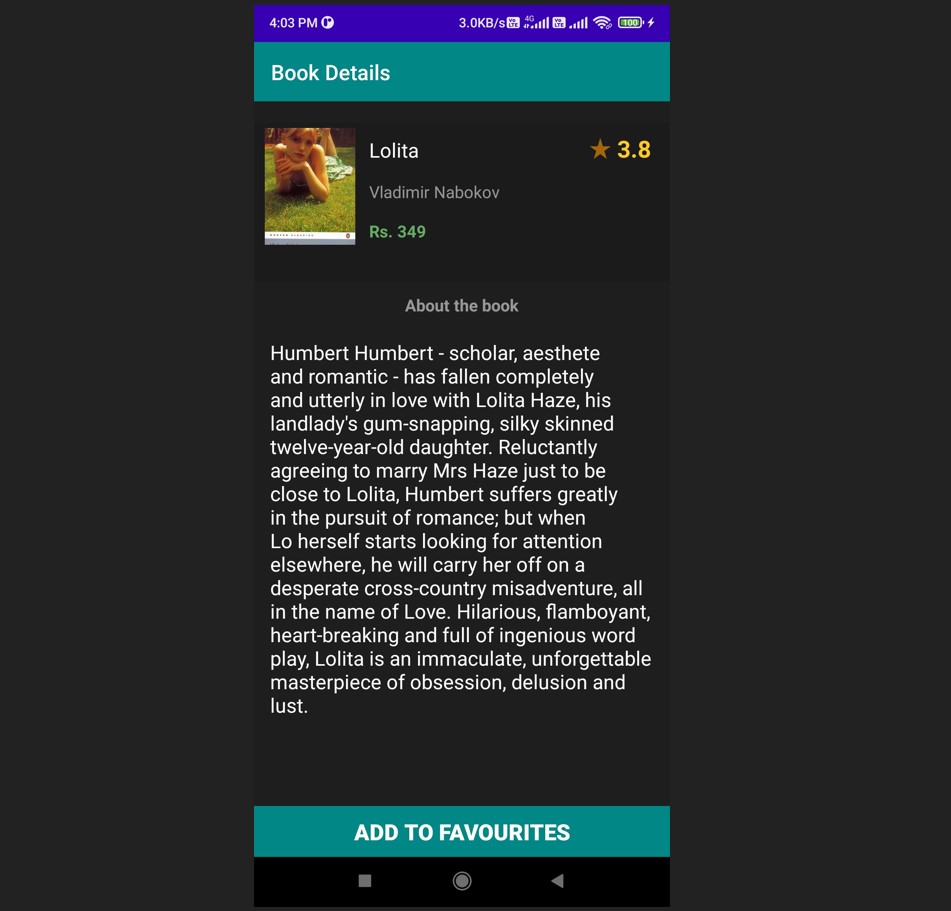 4:03 PM
3.0KB/s Vo LTE 4G Vo LTE 100
Book Details
Lolita
3.8
Vladimir Nabokov
Rs. 349
About the book
Humbert Humbert - scholar, aesthete
and romantic - has fallen completely
and utterly in love with Lolita Haze, his
landlady's gum-snapping, silky skinned
twelve-year-old daughter. Reluctantly
agreeing to marry Mrs Haze just to be
close to Lolita, Humbert suffers greatly
in the pursuit of romance; but when
Lo herself starts looking for attention
elsewhere, he will carry her off on a
desperate cross-country misadventure, all
in the name of Love. Hilarious, flamboyant,
heart-breaking and full of ingenious word
play, Lolita is an immaculate, unforgettable
masterpiece of obsession, delusion and
lust.
ADD TO FAVOURITES